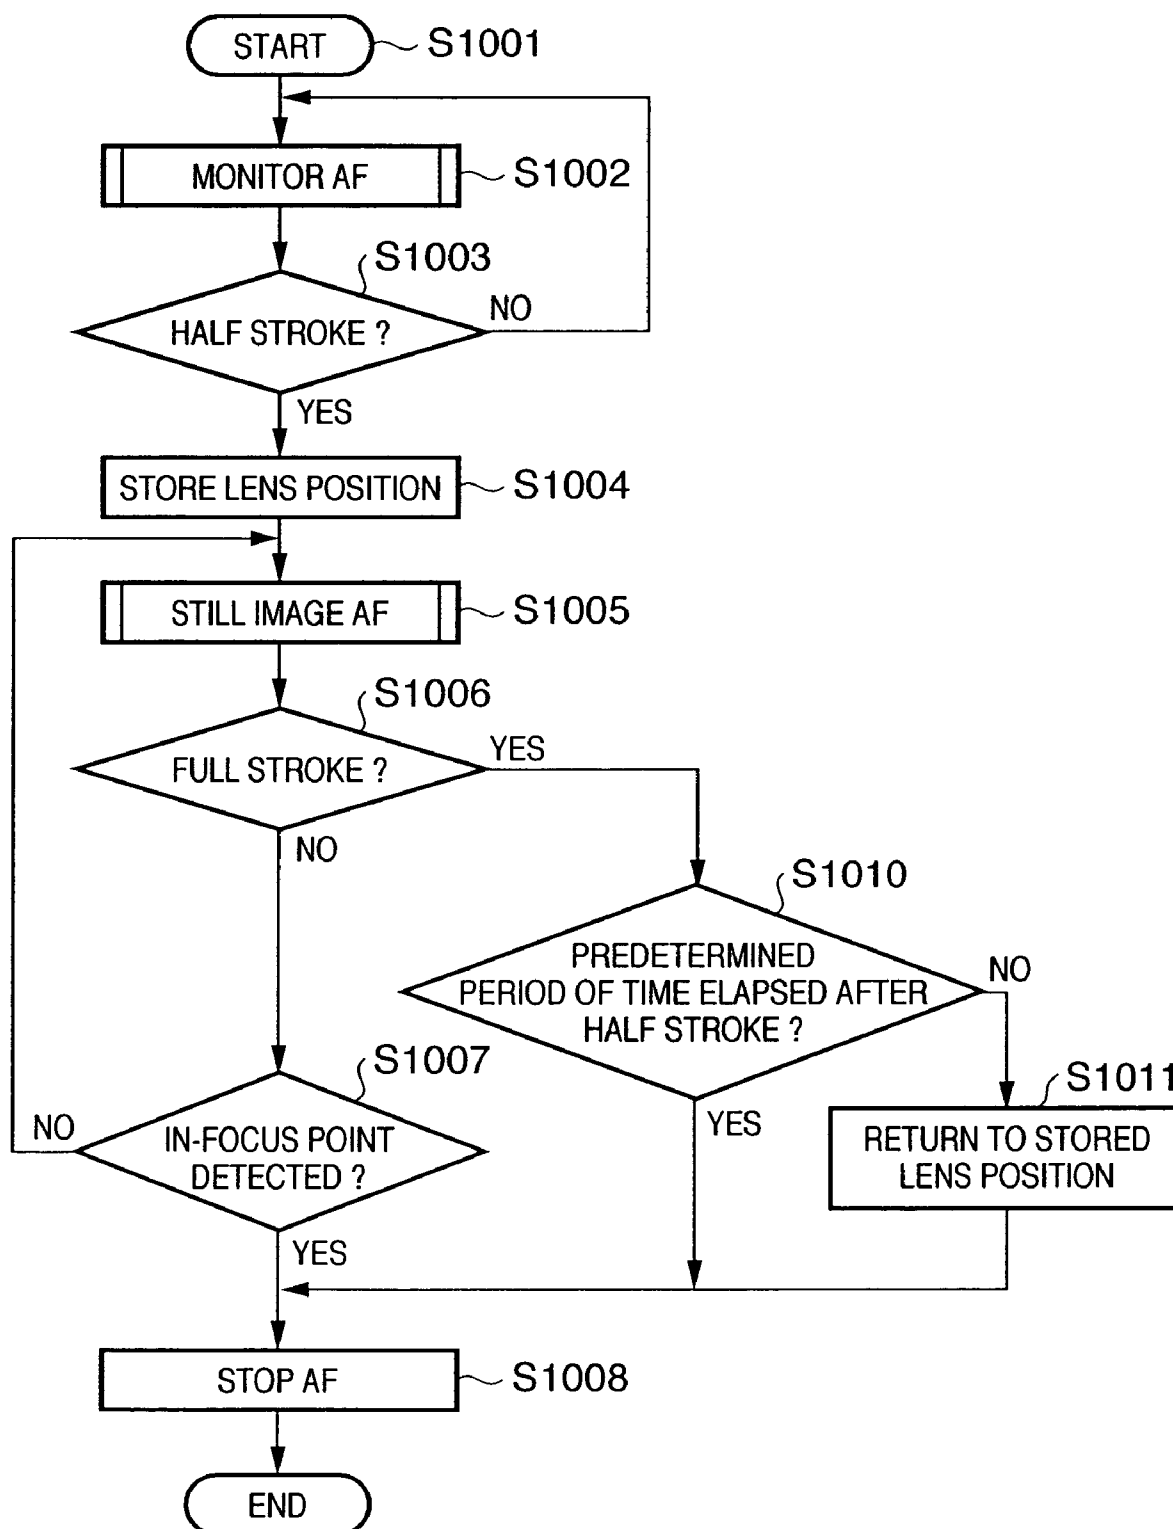 START
S1001
MONITOR AF
S1002
S1003
HALF STROKE ?
NO
YES
STORE LENS POSITION
S1004
STILL IMAGE AF
S1005
S1006
FULL STROKE ?
YES
NO
S1010
PREDETERMINED
PERIOD OF TIME ELAPSED AFTER
HALF STROKE ?
NO
YES
S1011
RETURN TO STORED
LENS POSITION
S1007
IN-FOCUS POINT
DETECTED ?
NO
YES
STOP AF
S1008
END